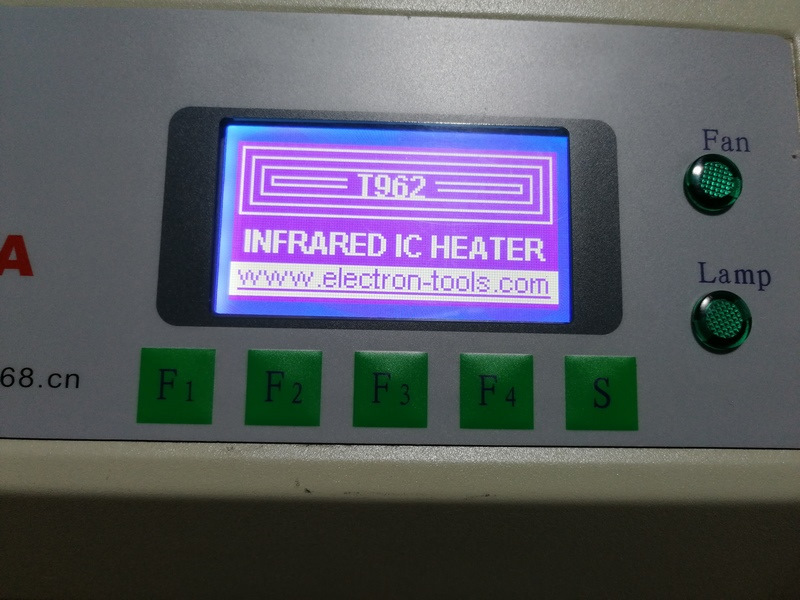 T962
INFRARED IC HEATER
www.electron-tools.com
Fan
Lamp
A
68.cn
F1
F2
F3
F4
S